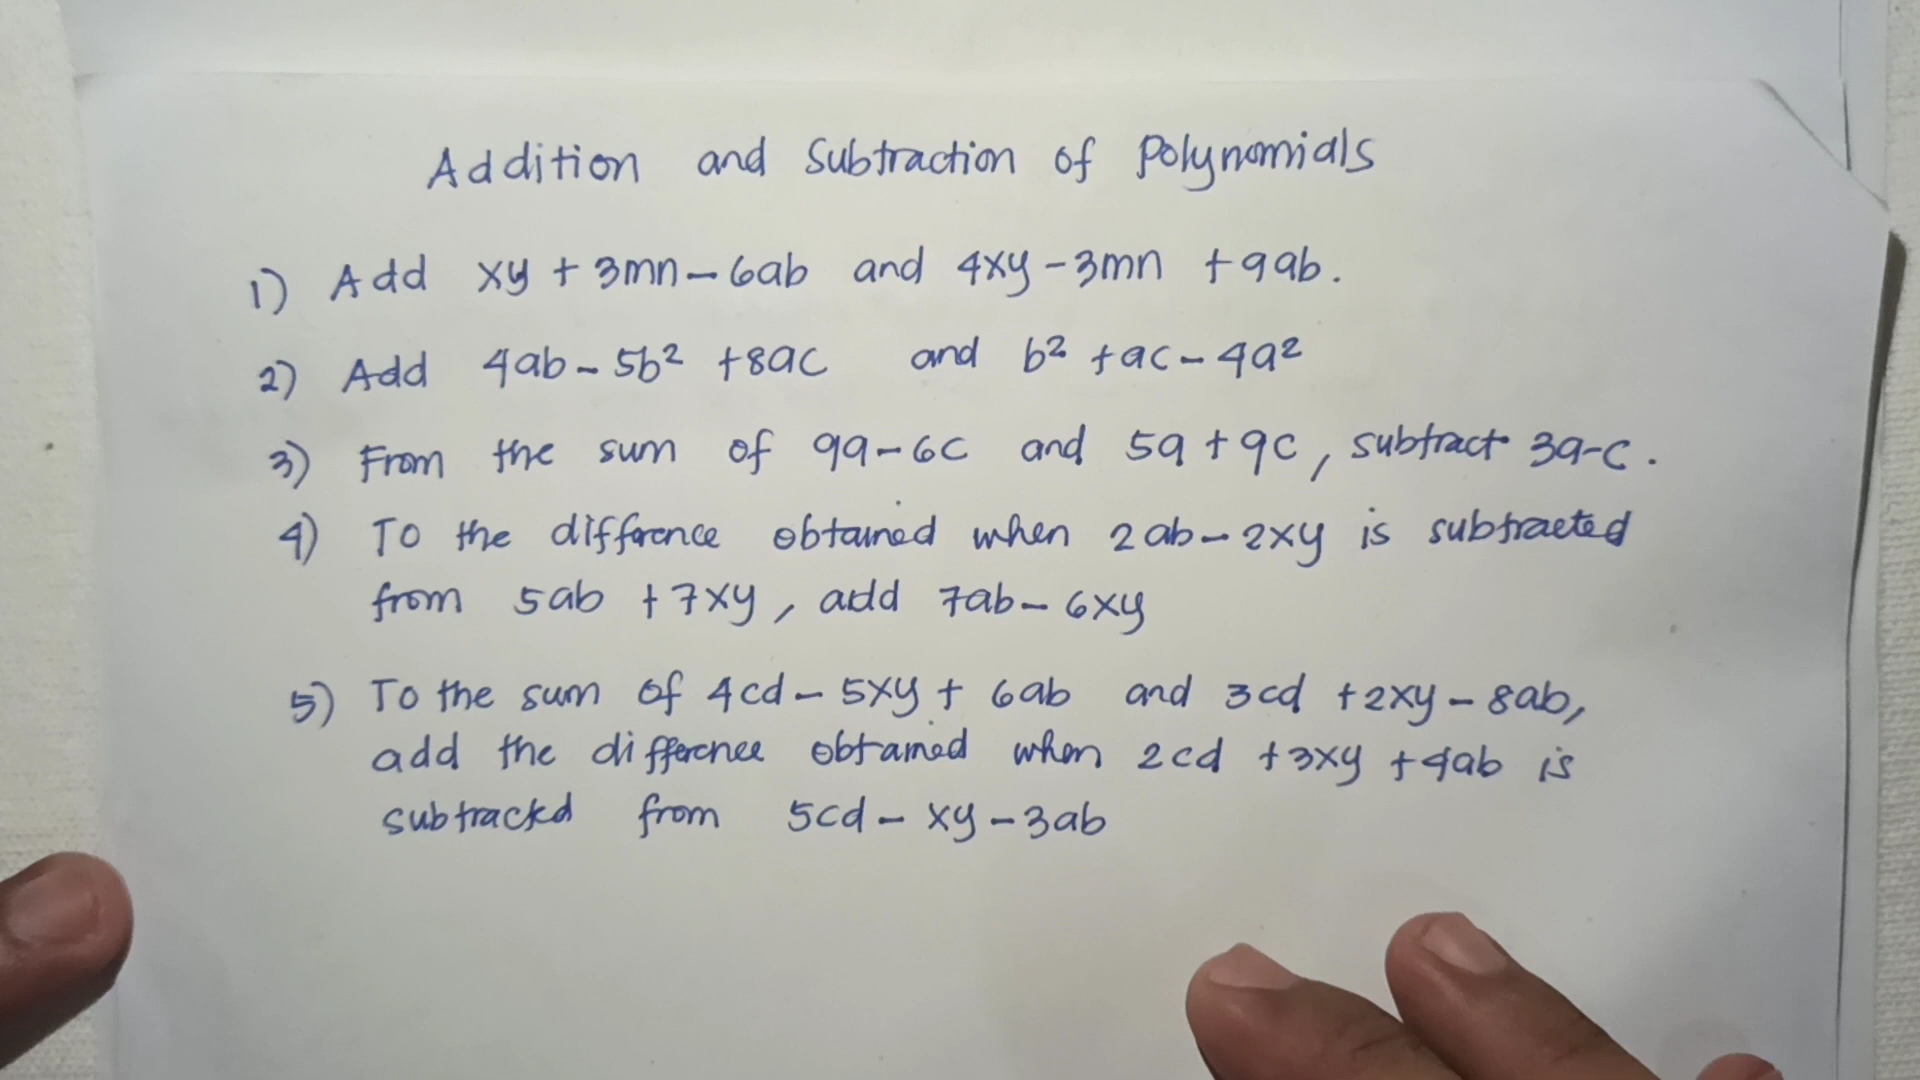 Addition and Subtraction of Polynomials
1) Add xy + 3mn - 6ab and 4xy - 3mn + 9ab.
2) Add 4ab - 5b² + 8ac and b² + ac - 4a²
3) From the sum of 9a - 6c and 5a + 9c, subtract 3a - c.
4) To the difference obtained when 2ab - 2xy is subtracted
from 5ab + 7xy, add 7ab - 6xy
5) To the sum of 4cd - 5xy + 6ab and 3cd + 2xy - 8ab,
add the difference obtained when 2cd + 3xy + 4ab is
subtracted from 5cd - xy - 3ab